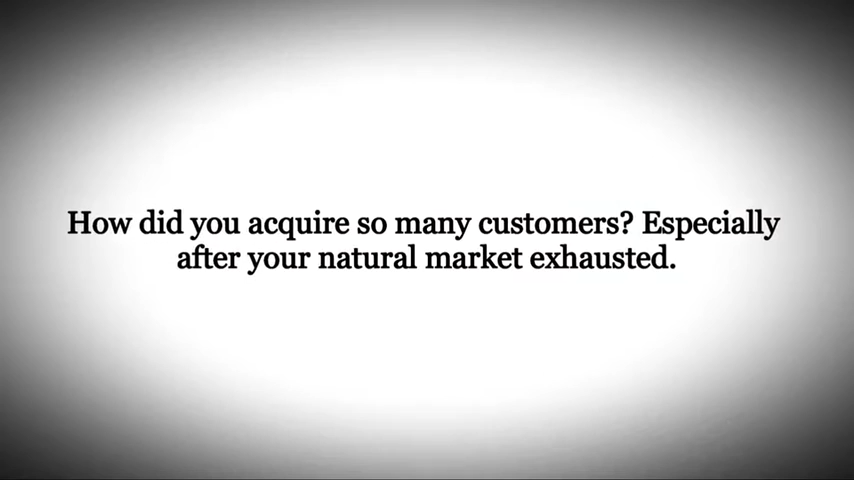 How did you acquire so many customers? Especially
after your natural market exhausted.